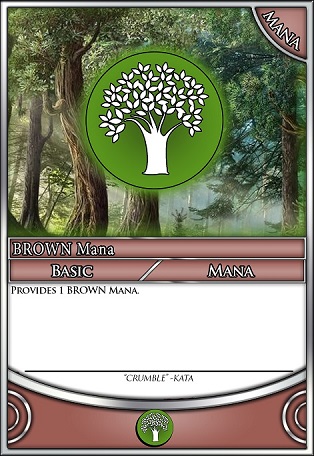 MANA
BROWN Mana
Basic / Mana
Provides 1 BROWN Mana.
"CRUMBLE" -KATA